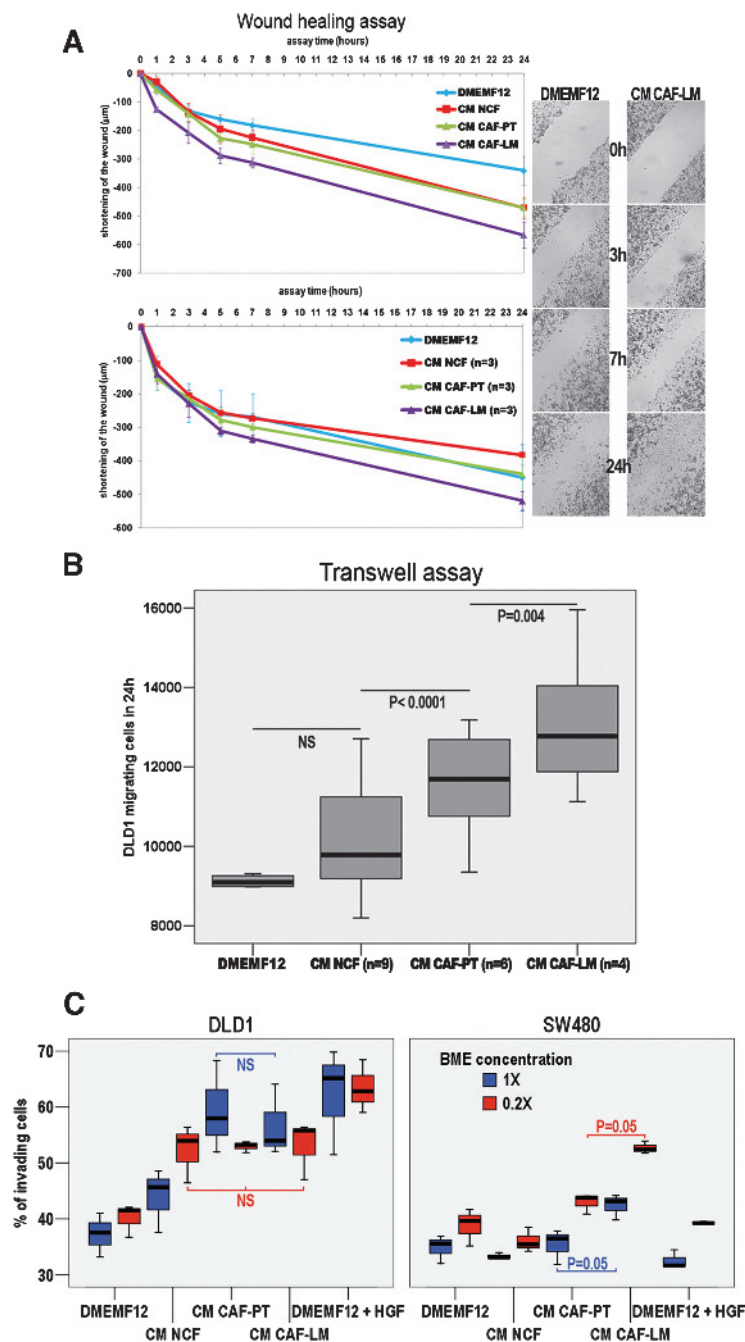 A
Wound healing assay
assay time (hours)
0 1 2 3 4 5 6 7 8 9 10 11 12 13 14 15 16 17 18 19 20 21 22 23 24
0
-100
-200
-300
-400
-500
-600
-700
shortening of the wound (µm)
DMEMF12
CM NCF
CM CAF-PT
CM CAF-LM
DMEMF12 CM CAF-LM
0h
3h
7h
24h
assay time (hours)
0 1 2 3 4 5 6 7 8 9 10 11 12 13 14 15 16 17 18 19 20 21 22 23 24
0
-100
-200
-300
-400
-500
-600
shortening of the wound (µm)
DMEMF12
CM NCF (n=3)
CM CAF-PT (n=3)
CM CAF-LM (n=3)
B
Transwell assay
16000
14000
12000
10000
8000
DLD1 migrating cells in 24h
NS
P< 0.0001
P=0.004
DMEMF12 CM NCF (n=9) CM CAF-PT (n=6) CM CAF-LM (n=4)
C
DLD1
70
60
50
40
30
% of invading cells
NS
NS
DMEMF12 CM CAF-PT DMEMF12 + HGF
CM NCF CM CAF-LM
SW480
BME concentration
1X
0.2X
P=0.05
P=0.05
DMEMF12 CM CAF-PT DMEMF12 + HGF
CM NCF CM CAF-LM